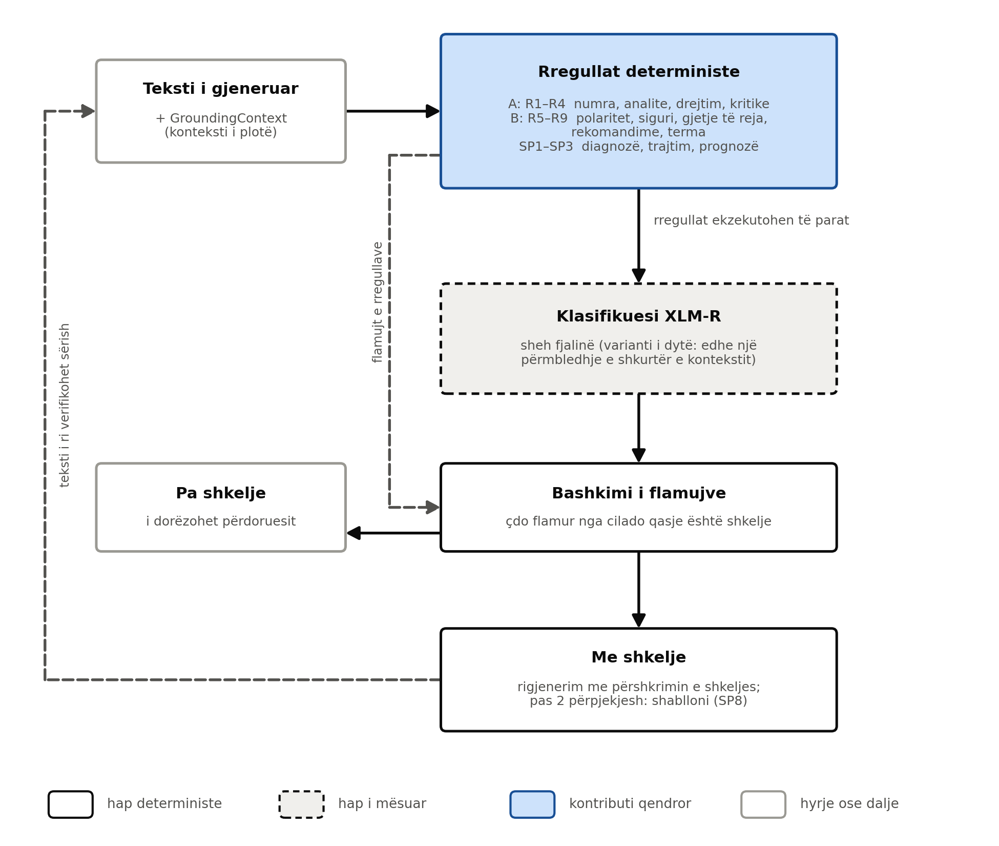 Teksti i gjeneruar
+ GroundingContext
(konteksti i plotë)
Rregullat deterministe
A: R1–R4  numra, analite, drejtim, kritike
B: R5–R9  polaritet, siguri, gjetje të reja,
rekomandime, terma
SP1–SP3  diagnozë, trajtim, prognozë
rregullat ekzekutohen të parat
flamujt e rregullave
Klasifikuesi XLM-R
sheh fjalinë (varianti i dytë: edhe një
përmbledhje e shkurtër e kontekstit)
teksti i ri verifikohet sërish
Pa shkelje
i dorëzohet përdoruesit
Bashkimi i flamujve
çdo flamur nga cilado qasje është shkelje
Me shkelje
rigjenerim me përshkrimin e shkeljes;
pas 2 përpjekjesh: shablloni (SP8)
hap deterministe
hap i mësuar
kontributi qendror
hyrje ose dalje